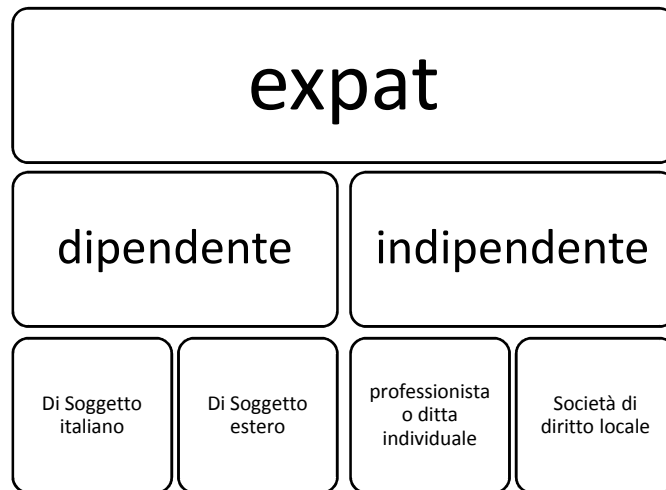 expat
dipendente
indipendente
Di Soggetto
italiano
Di Soggetto
estero
professionista
o ditta
individuale
Società di
diritto locale